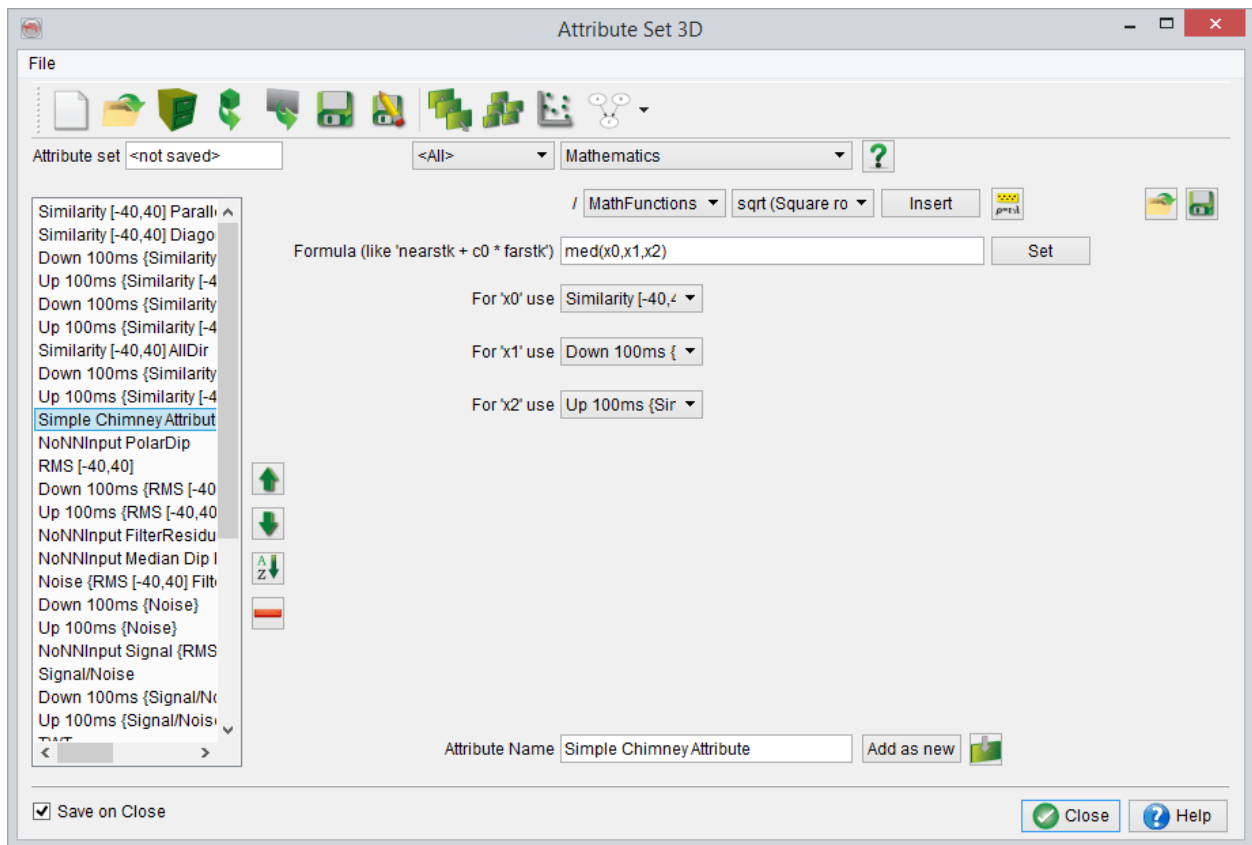 Attribute Set 3D
File
Attribute set <not saved> <All> Mathematics
/ MathFunctions sqrt (Square ro Insert
Formula (like 'nearstk + c0 * farstk') med(x0,x1,x2) Set
For 'x0' use Similarity [-40,4
For 'x1' use Down 100ms {
For 'x2' use Up 100ms {Sir
Similarity [-40,40] Parall
Similarity [-40,40] Diago
Down 100ms {Similarity
Up 100ms {Similarity [-4
Down 100ms {Similarity
Up 100ms {Similarity [-4
Similarity [-40,40] AllDir
Down 100ms {Similarity
Up 100ms {Similarity [-4
Simple Chimney Attribut
NoNNInput PolarDip
RMS [-40,40]
Down 100ms {RMS [-40
Up 100ms {RMS [-40,40
NoNNInput FilterResidu
NoNNInput Median Dip
Noise {RMS [-40,40] Filt
Down 100ms {Noise}
Up 100ms {Noise}
NoNNInput Signal {RMS
Signal/Noise
Down 100ms {Signal/No
Up 100ms {Signal/Nois
TWT
A
Z
Attribute Name Simple Chimney Attribute Add as new
Save on Close
Close Help